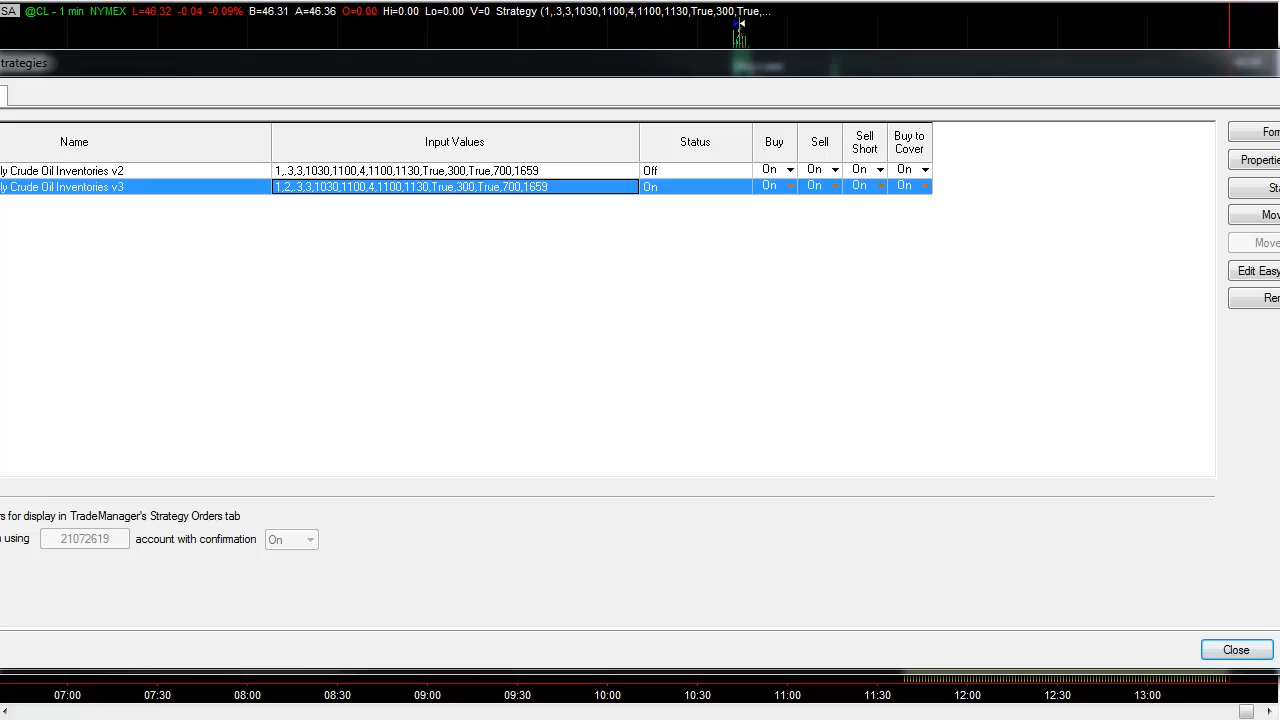 SA @CL - 1 min NYMEX L=46.32 -0.04 -0.09% B=46.31 A=46.36 O=0.00 Hi=0.00 Lo=0.00 V=0 Strategy (1,.3,3,1030,1100,4,1100,1130,True,300,True,...
trategies
Name Input Values Status Buy Sell Sell Short Buy to Cover
ly Crude Oil Inventories v2 1,.3,3,1030,1100,4,1100,1130,True,300,True,700,1659 Off On On On On
ly Crude Oil Inventories v3 1,2,.3,3,1030,1100,4,1100,1130,True,300,True,700,1659 On On On On On
For
Propertie
Sta
Mov
Move
Edit Easy
Rer
rs for display in TradeManager's Strategy Orders tab
n using 21072619 account with confirmation On
Close
07:00 07:30 08:00 08:30 09:00 09:30 10:00 10:30 11:00 11:30 12:00 12:30 13:00